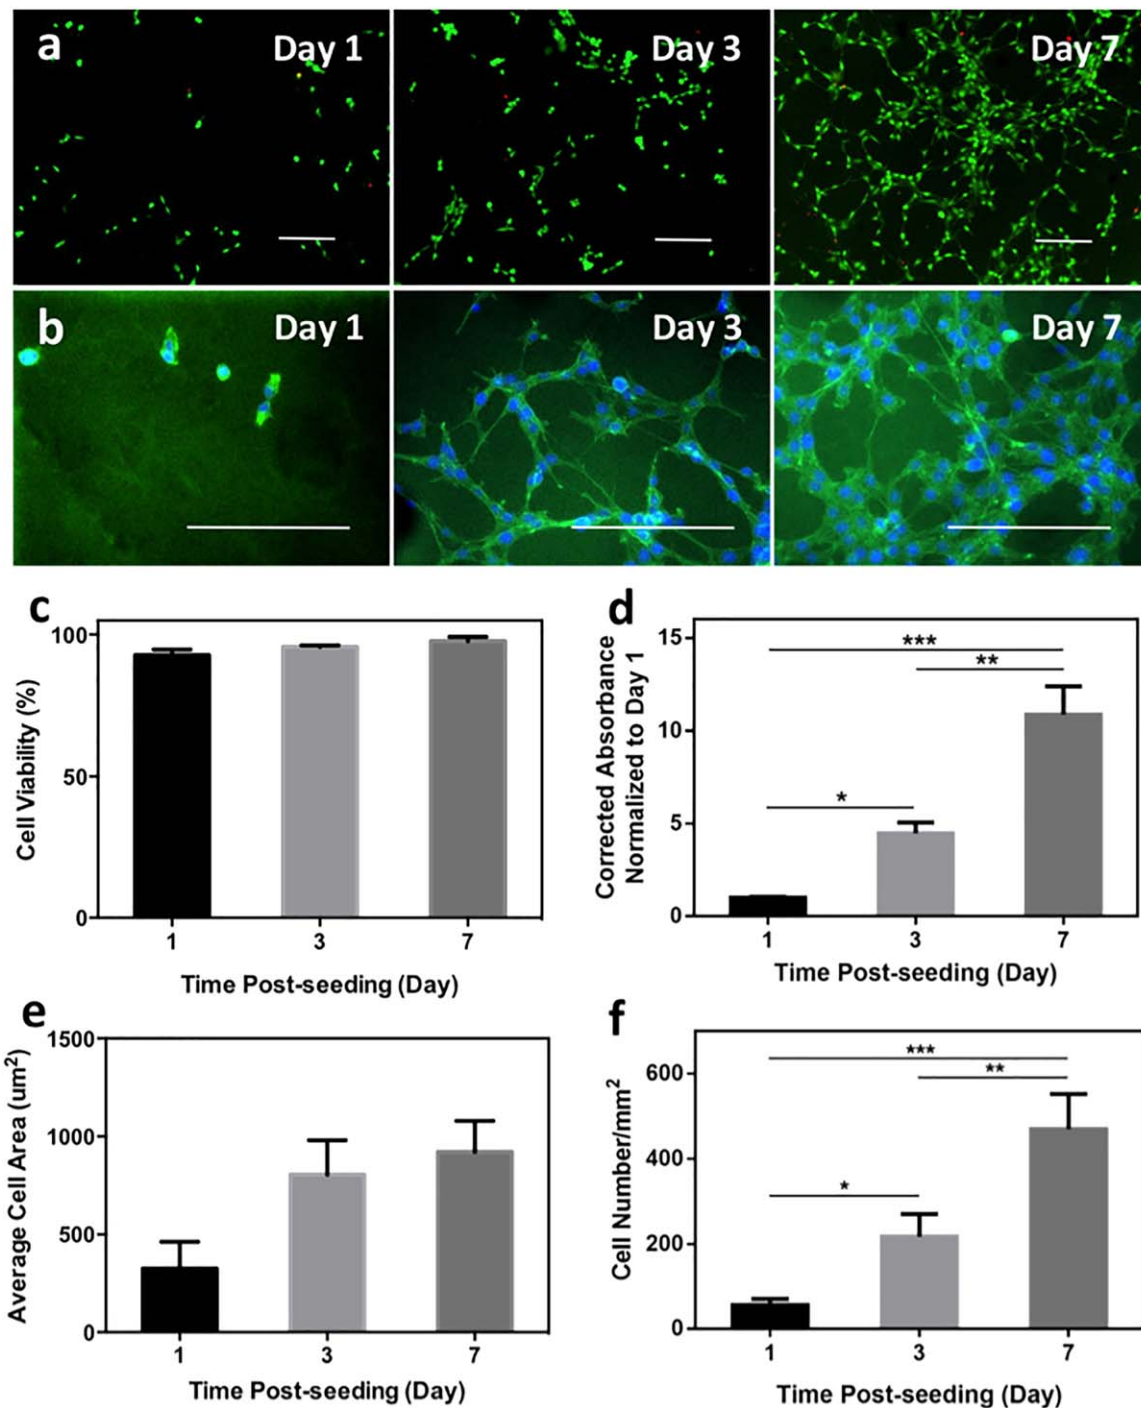 a
Day 1
Day 3
Day 7
b
Day 1
Day 3
Day 7
c
Cell Viability (%)
100
50
0
1
3
7
Time Post-seeding (Day)
d
Corrected Absorbance
Normalized to Day 1
15
10
5
0
***
**
*
1
3
7
Time Post-seeding (Day)
e
Average Cell Area (um²)
1500
1000
500
0
1
3
7
Time Post-seeding (Day)
f
Cell Number/mm²
600
400
200
0
***
**
*
1
3
7
Time Post-seeding (Day)